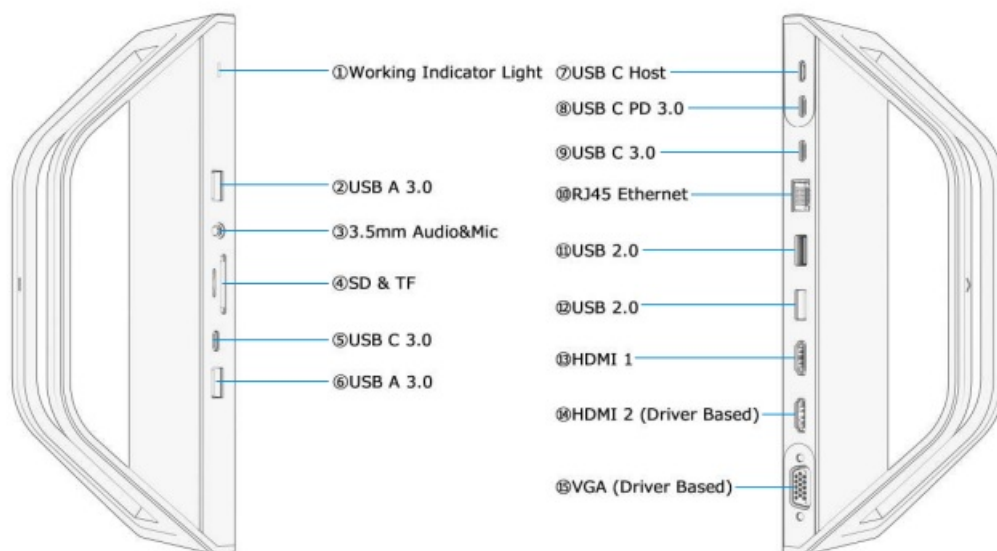 ①Working Indicator Light
②USB A 3.0
③3.5mm Audio&Mic
④SD & TF
⑤USB C 3.0
⑥USB A 3.0
⑦USB C Host
⑧USB C PD 3.0
⑨USB C 3.0
⑩RJ45 Ethernet
⑪USB 2.0
⑫USB 2.0
⑬HDMI 1
⑭HDMI 2 (Driver Based)
⑮VGA (Driver Based)